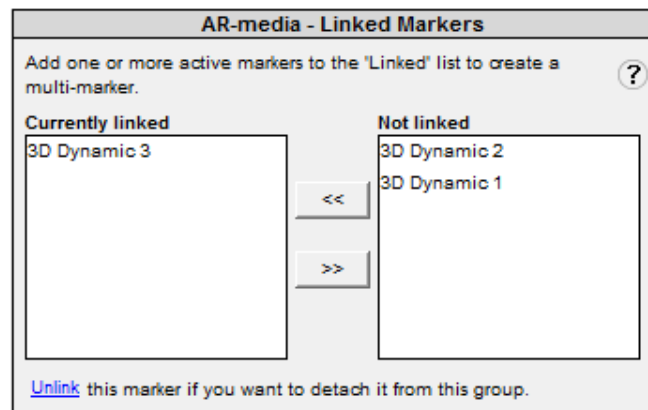 AR-media - Linked Markers
Add one or more active markers to the 'Linked' list to create a
multi-marker.
?
Currently linked
Not linked
3D Dynamic 3
3D Dynamic 2
3D Dynamic 1
<<
>>
Unlink this marker if you want to detach it from this group.